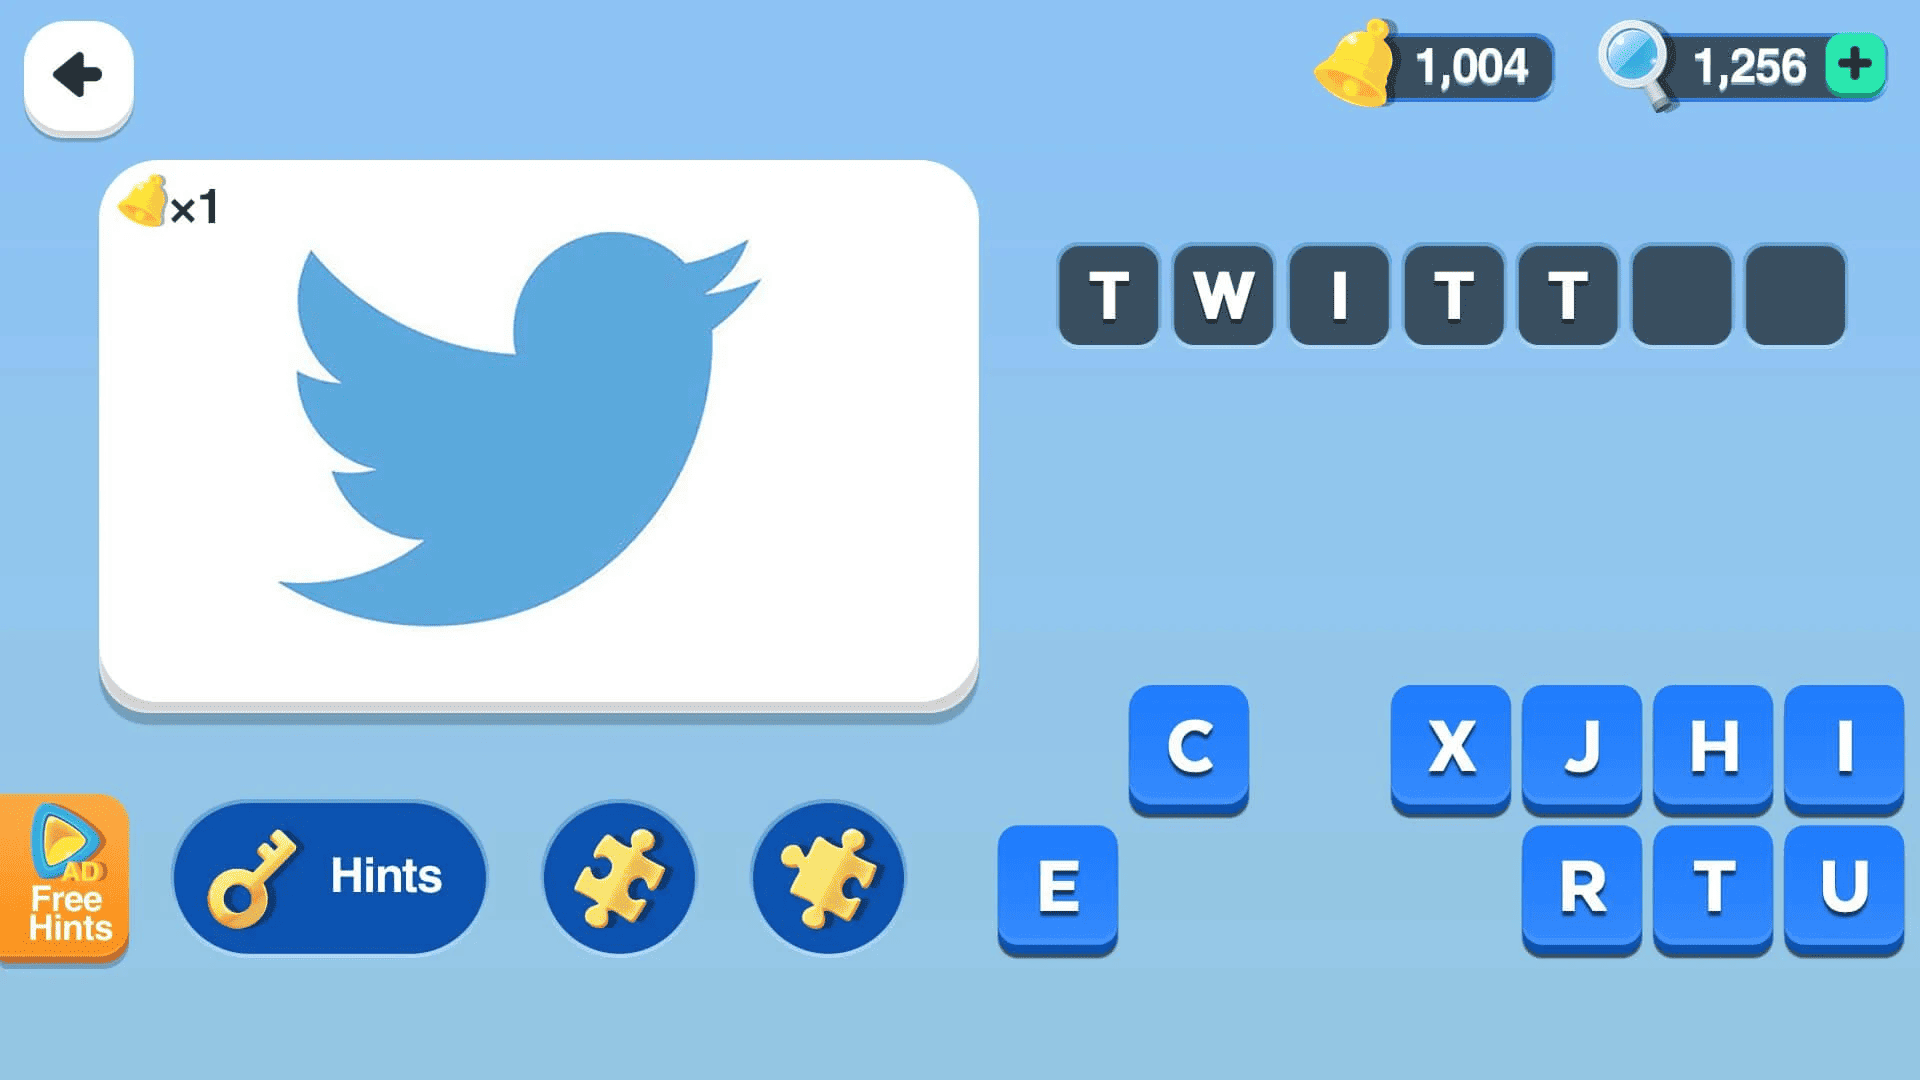 1,004
1,256
×1
T W I T T
C X J H I
E R T U
AD
Free
Hints
Hints